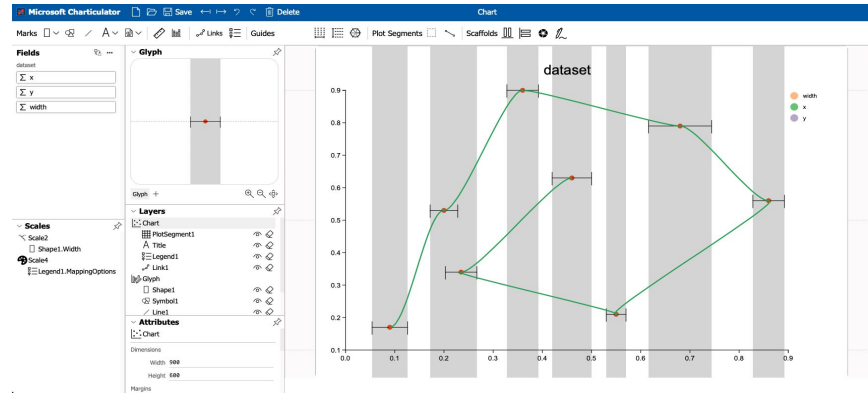 Microsoft Charticulator Save Delete Chart
Marks A Links Guides Plot Segments Scaffolds
Fields
dataset
Σ x
Σ y
Σ width
Scales
Scale2
Shape1.Width
Scale4
Legend1.MappingOptions
Glyph
Glyph +
Layers
Chart
PlotSegment1
A Title
Legend1
Link1
Glyph
Shape1
Symbol1
Line1
Attributes
Chart
Dimensions
Width 900
Height 600
Margins
dataset
width
x
y
0.9
0.8
0.7
0.6
0.5
0.4
0.3
0.2
0.1
0.0 0.1 0.2 0.3 0.4 0.5 0.6 0.7 0.8 0.9